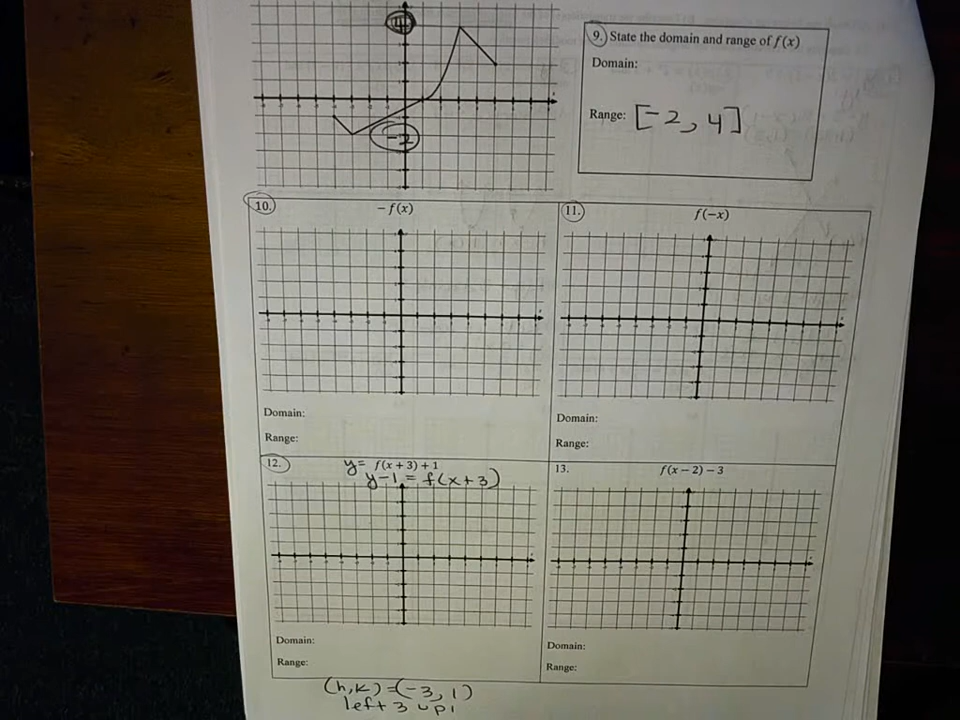 4
-2
9. State the domain and range of f(x)
Domain:
Range: [-2, 4]
10. - f(x)
Domain:
Range:
11. f(-x)
Domain:
Range:
12. y= f(x + 3) + 1
y-1 = f(x+3)
Domain:
Range:
13. f(x - 2) - 3
Domain:
Range:
(h,k)=(-3, 1)
left 3 up 1